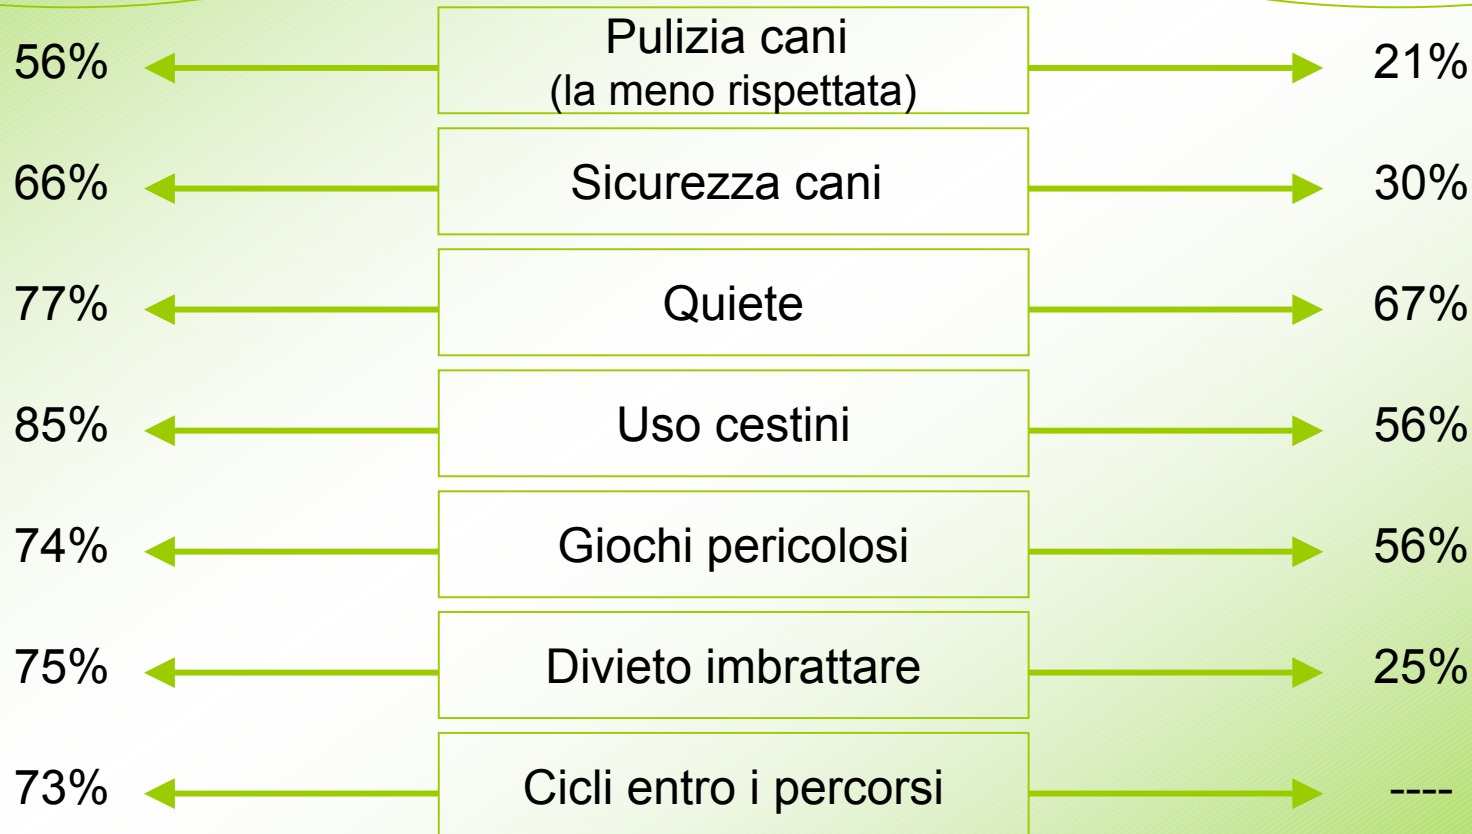 56%
Pulizia cani
(la meno rispettata)
21%
66%
Sicurezza cani
30%
77%
Quiete
67%
85%
Uso cestini
56%
74%
Giochi pericolosi
56%
75%
Divieto imbrattare
25%
73%
Cicli entro i percorsi
----